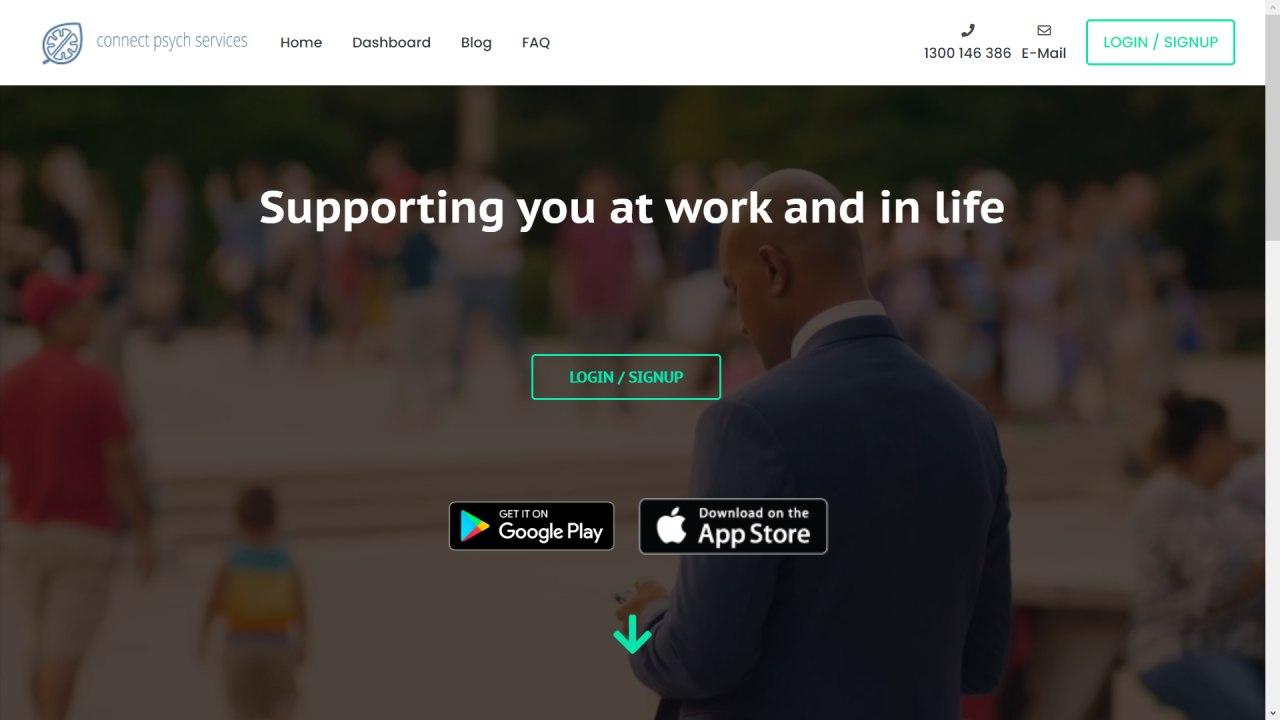 connect psych services
Home
Dashboard
Blog
FAQ
1300 146 386
E-Mail
LOGIN / SIGNUP
Supporting you at work and in life
LOGIN / SIGNUP
GET IT ON
Google Play
Download on the
App Store